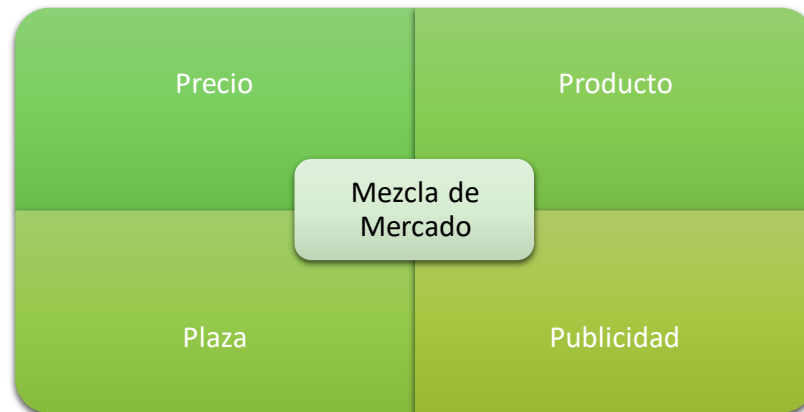 Precio
Producto
Mezcla de
Mercado
Plaza
Publicidad